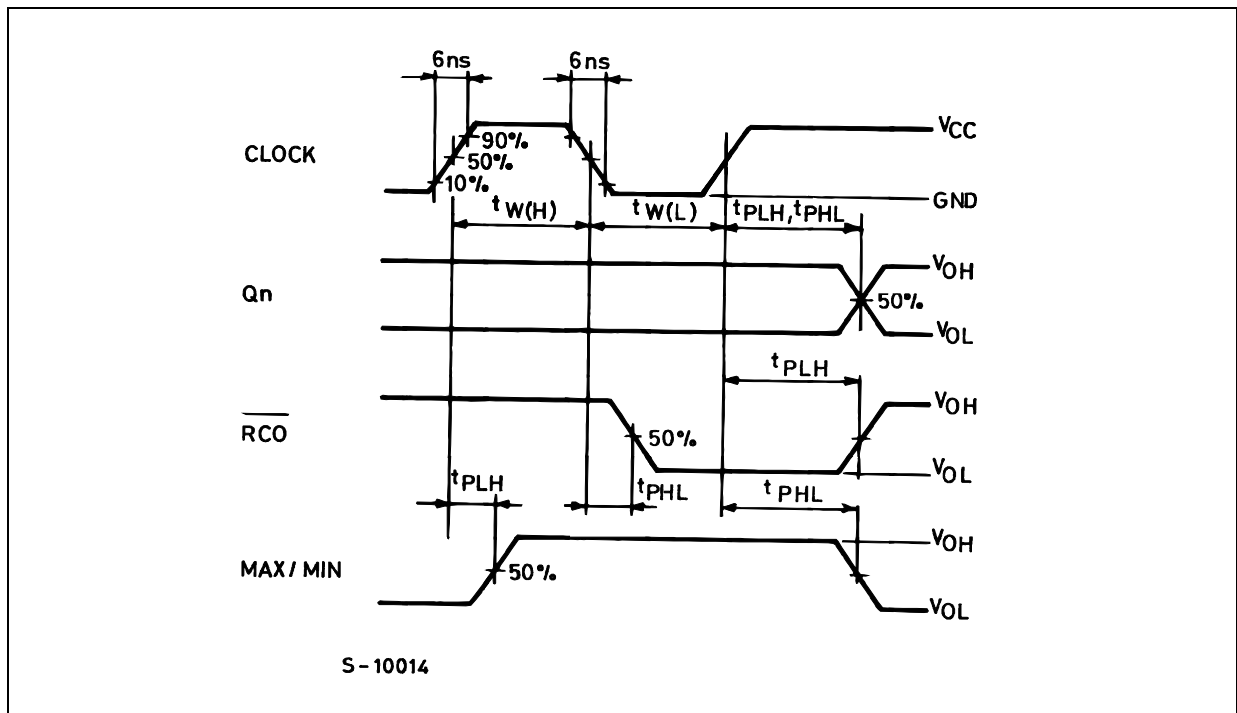 6ns 6ns
CLOCK
90%
50%
10%
VCC
GND
tW(H) tW(L) tPLH,tPHL
Qn
VOH
50%
VOL
tPLH
RCO
VOH
50%
VOL
tPLH tPHL tPHL
MAX/MIN
VOH
50%
VOL
S-10014